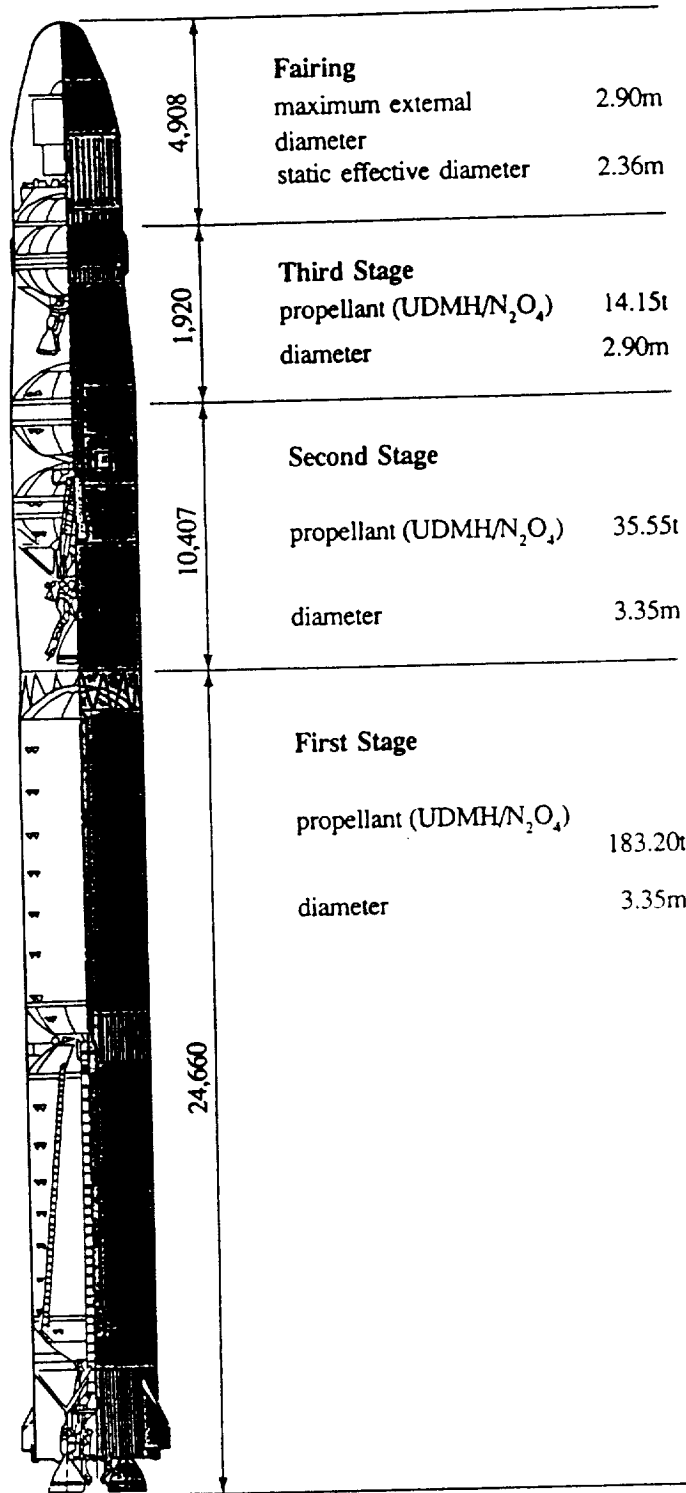 4,908
Fairing
maximum external 2.90m
diameter
static effective diameter 2.36m
1,920
Third Stage
propellant (UDMH/N₂O₄) 14.15t
diameter 2.90m
10,407
Second Stage
propellant (UDMH/N₂O₄) 35.55t
diameter 3.35m
24,660
First Stage
propellant (UDMH/N₂O₄)
183.20t
diameter 3.35m